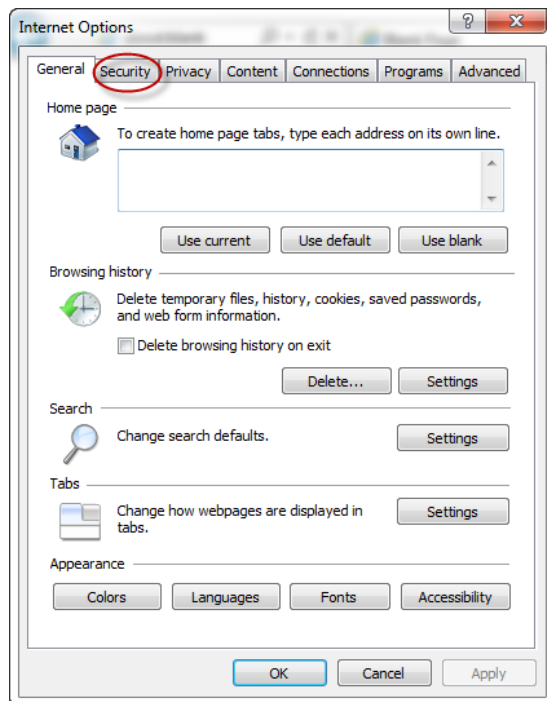 Internet Options
General Security Privacy Content Connections Programs Advanced
Home page
To create home page tabs, type each address on its own line.
Use current Use default Use blank
Browsing history
Delete temporary files, history, cookies, saved passwords,
and web form information.
Delete browsing history on exit
Delete... Settings
Search
Change search defaults.
Settings
Tabs
Change how webpages are displayed in
tabs.
Settings
Appearance
Colors Languages Fonts Accessibility
OK Cancel Apply